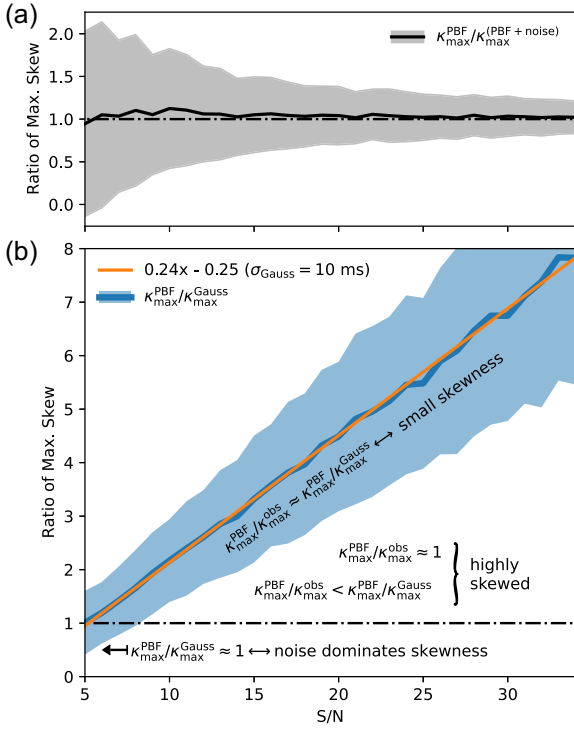 (a)
2.0
1.5
1.0
0.5
0.0
Ratio of Max. Skew
κ_max^PBF/κ_max^(PBF + noise)
(b)
8
7
6
5
4
3
2
1
0
Ratio of Max. Skew
0.24x - 0.25 (σ_Gauss = 10 ms)
κ_max^PBF/κ_max^Gauss
κ_max^PBF/κ_max^obs ≈ κ_max^PBF/κ_max^Gauss ⟷ small skewness
κ_max^PBF/κ_max^obs ≈ 1
κ_max^PBF/κ_max^obs < κ_max^PBF/κ_max^Gauss
highly
skewed
κ_max^PBF/κ_max^Gauss ≈ 1 ⟷ noise dominates skewness
5 10 15 20 25 30
S/N